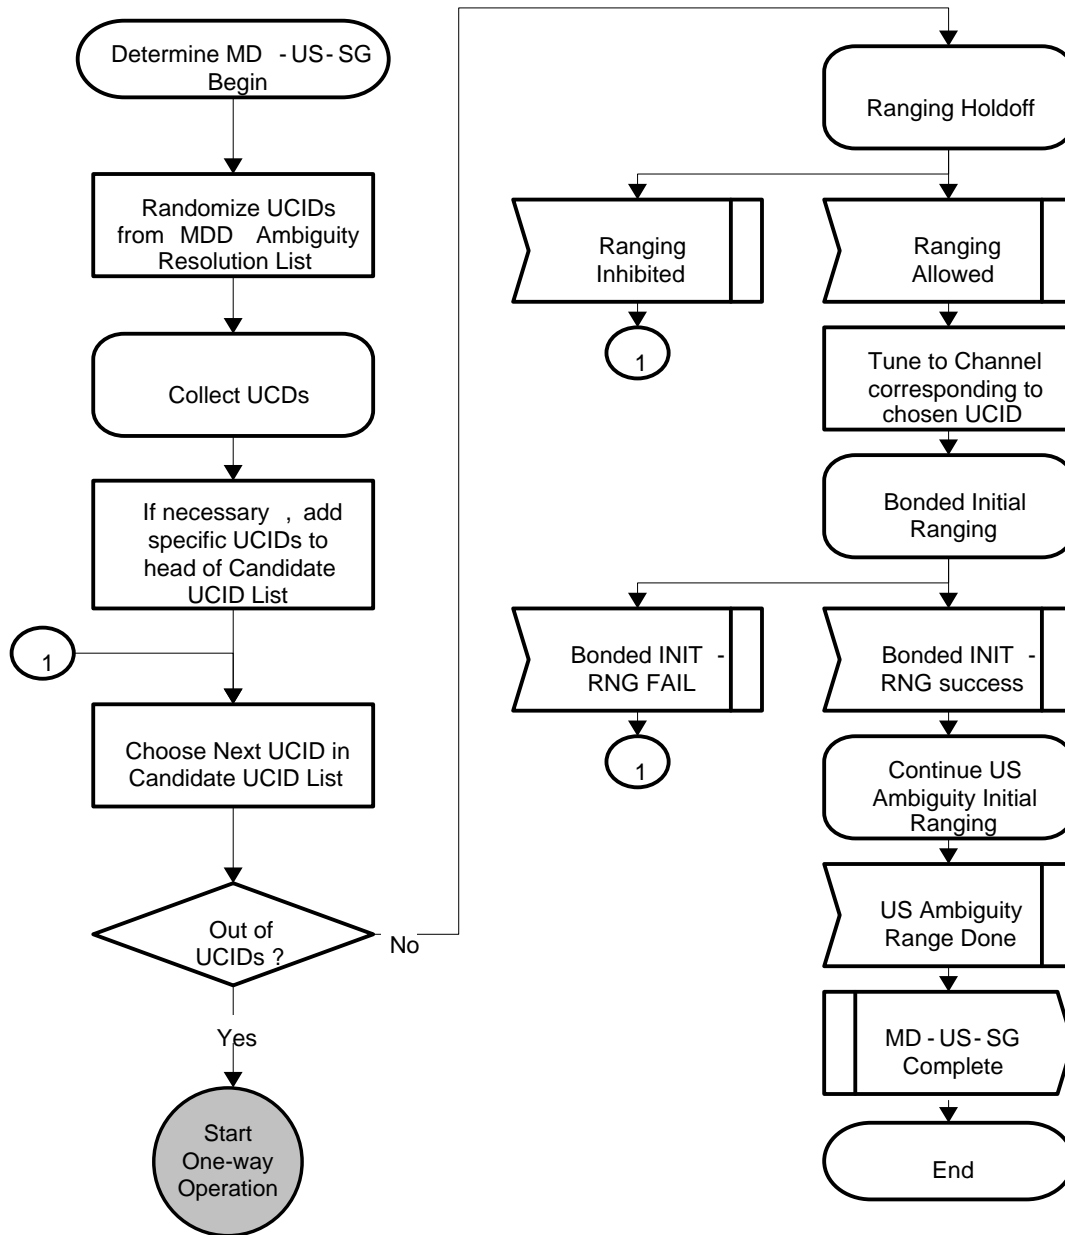 Determine MD - US- SG
Begin
Randomize UCIDs
from MDD Ambiguity
Resolution List
Collect UCDs
If necessary , add
specific UCIDs to
head of Candidate
UCID List
1
Choose Next UCID in
Candidate UCID List
Out of
UCIDs ?
No
Yes
Start
One-way
Operation
Ranging Holdoff
Ranging
Inhibited
Ranging
Allowed
1
Tune to Channel
corresponding to
chosen UCID
Bonded Initial
Ranging
Bonded INIT -
RNG FAIL
Bonded INIT -
RNG success
1
Continue US
Ambiguity Initial
Ranging
US Ambiguity
Range Done
MD - US- SG
Complete
End